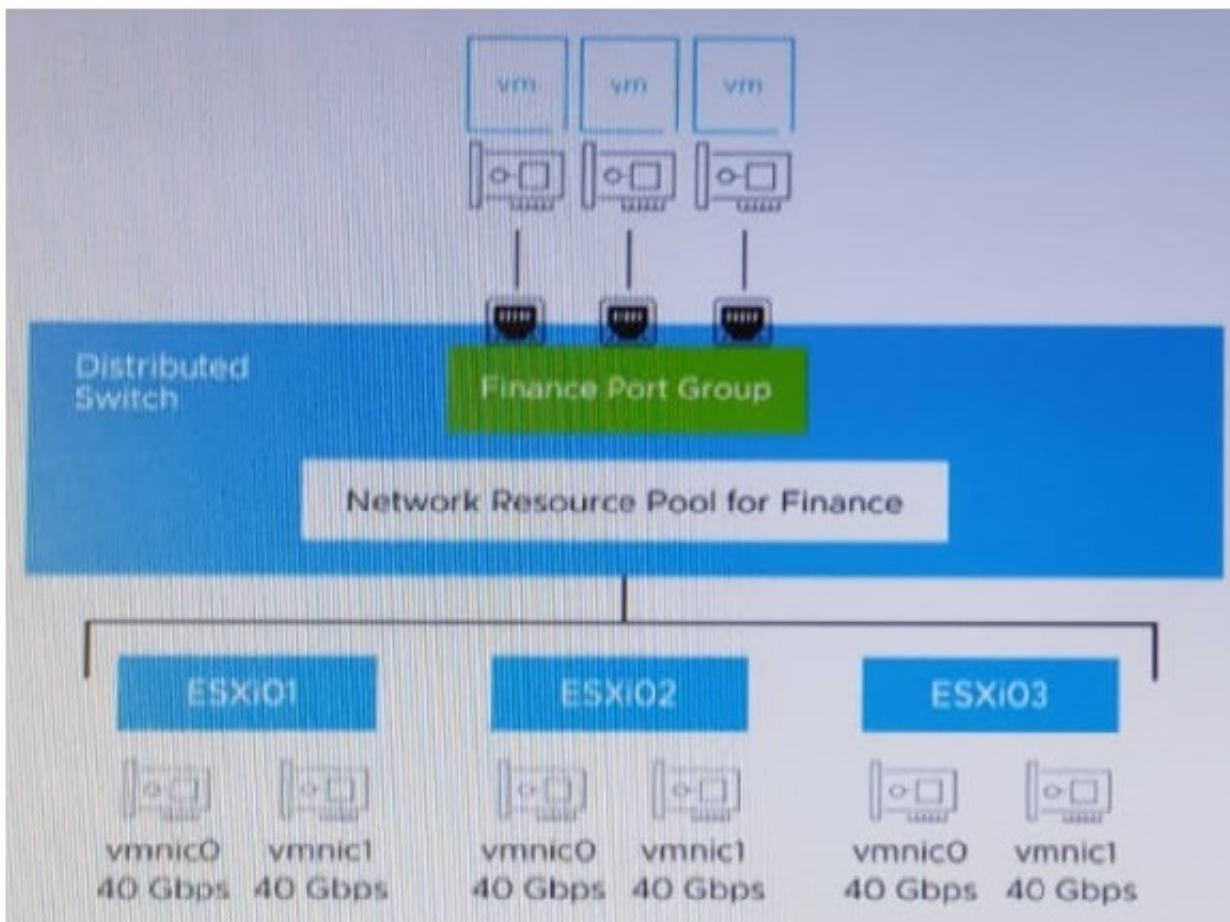 vm vm vm
Distributed
Switch
Finance Port Group
Network Resource Pool for Finance
ESXi01 ESXi02 ESXi03
vmnic0 vmnic1 vmnic0 vmnic1 vmnic0 vmnic1
40 Gbps 40 Gbps 40 Gbps 40 Gbps 40 Gbps 40 Gbps